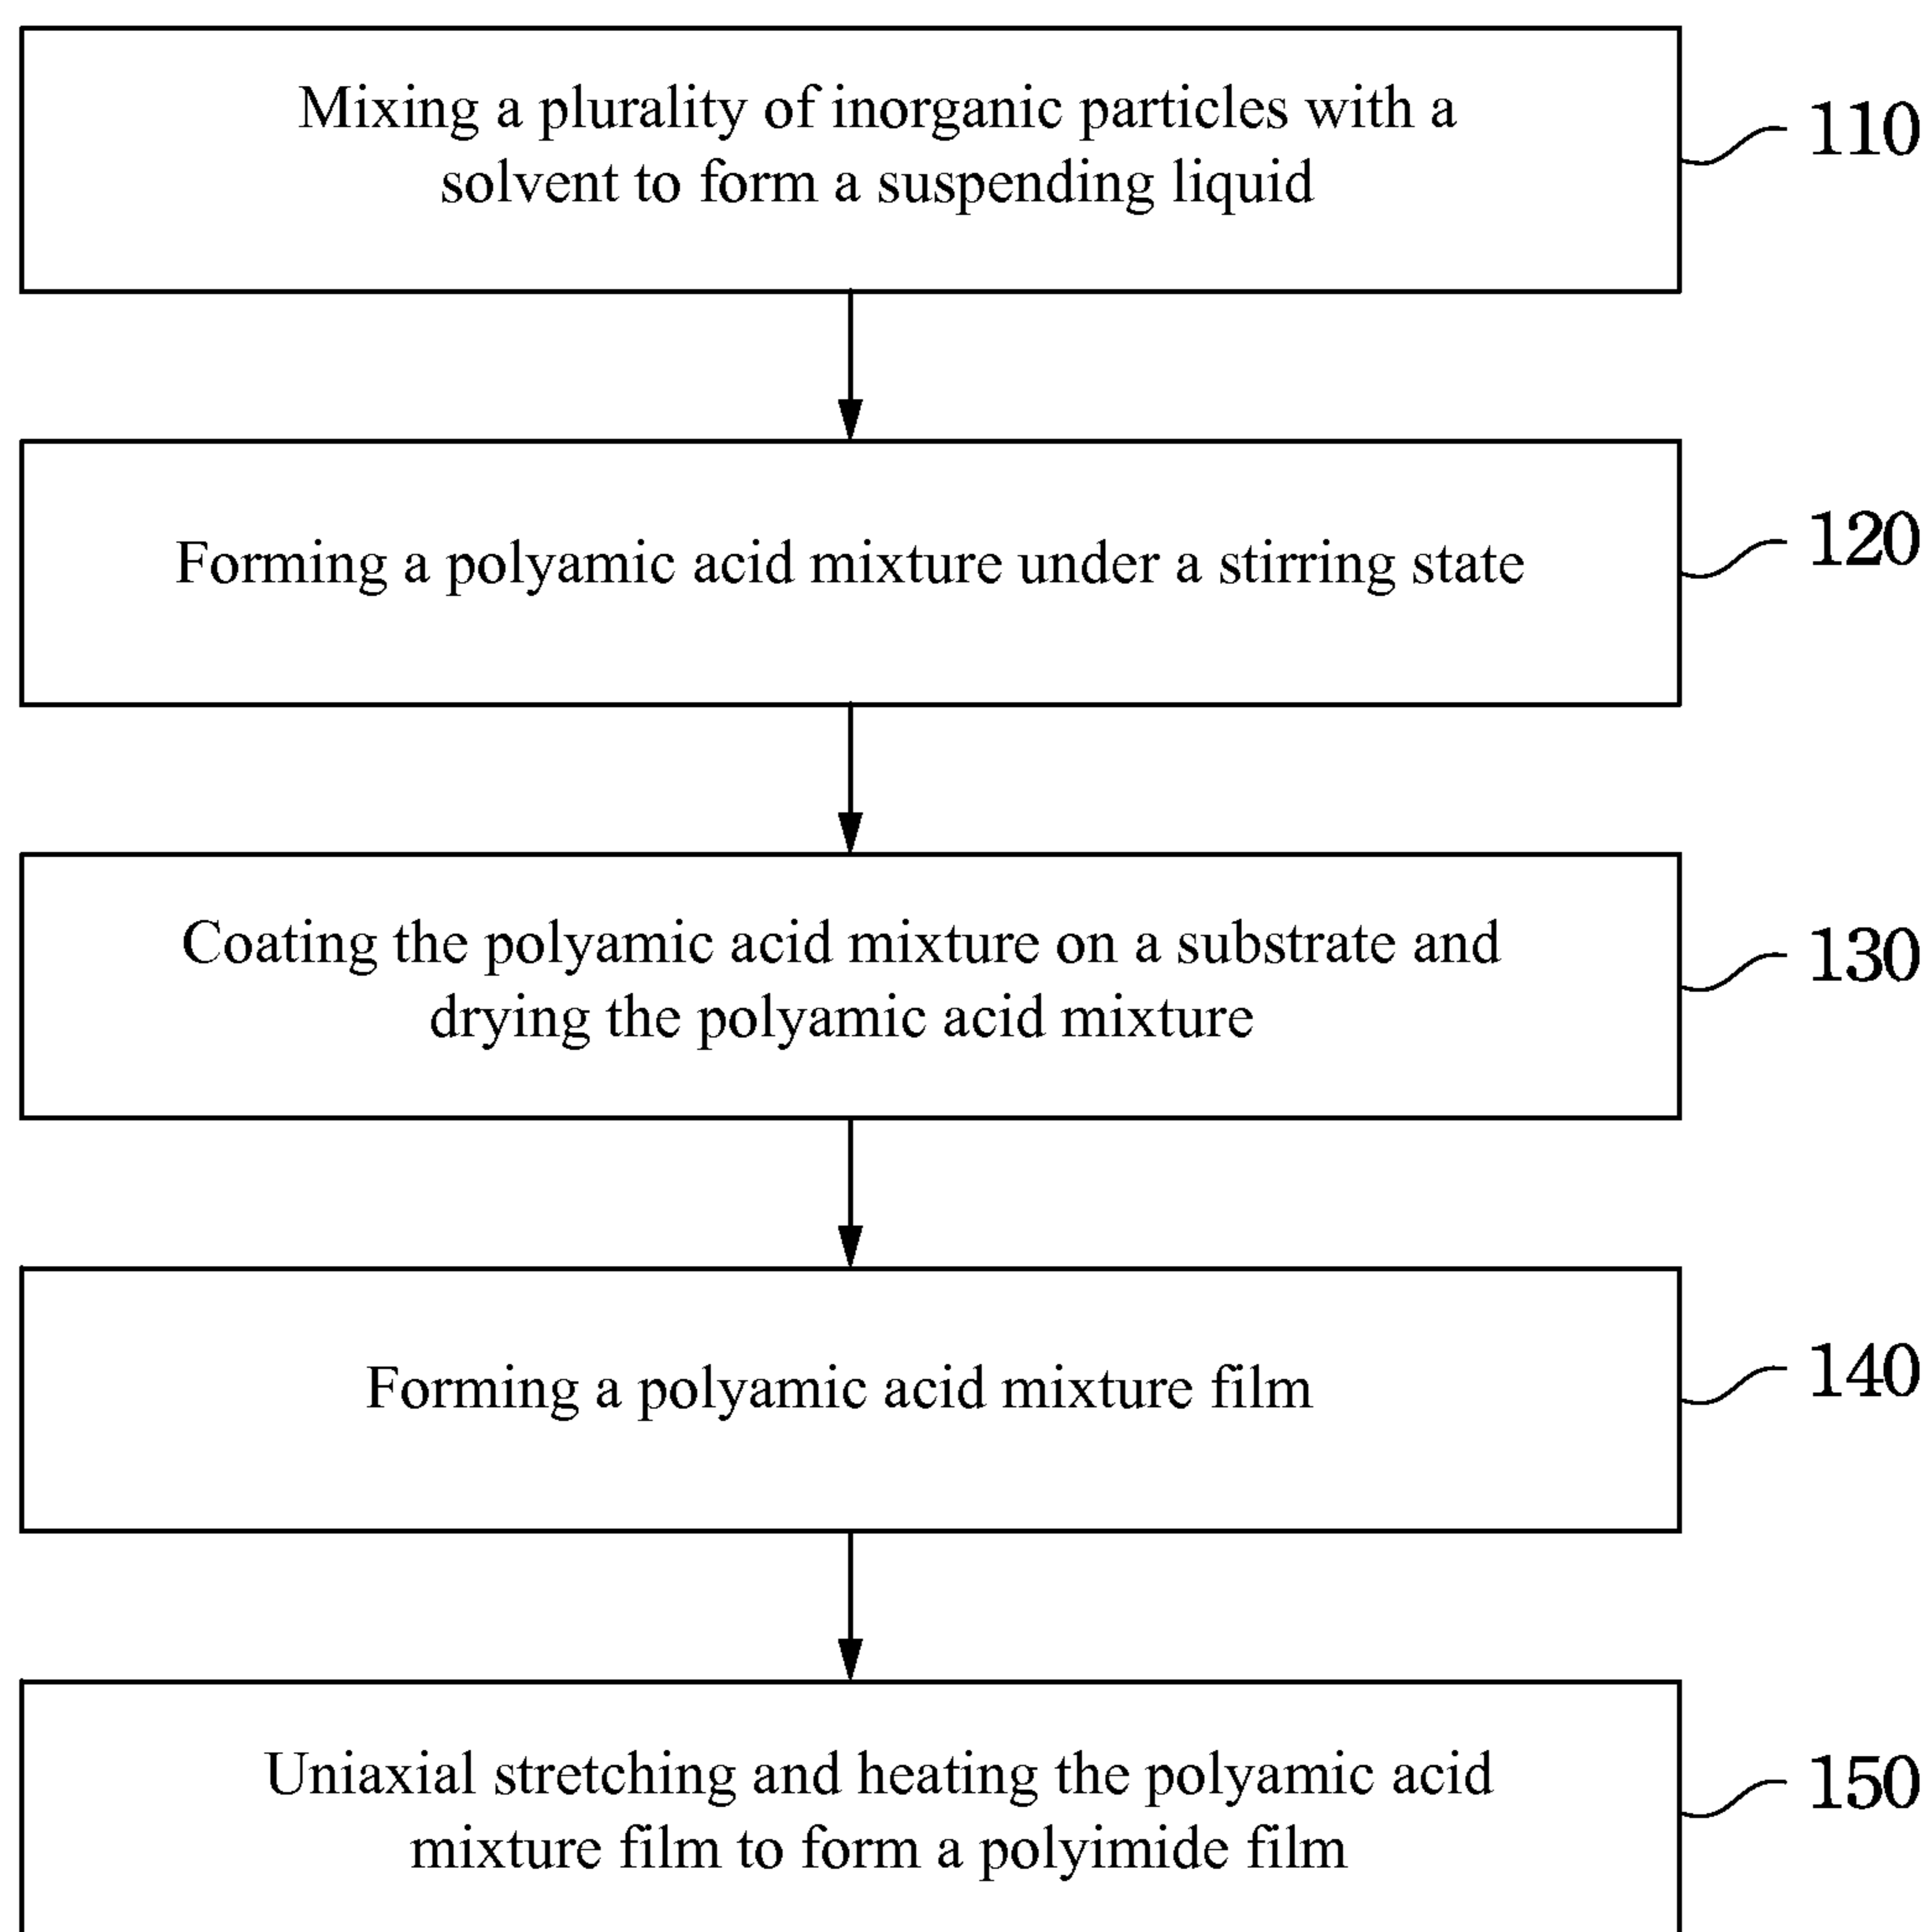 Mixing a plurality of inorganic particles with a
solvent to form a suspending liquid
110
Forming a polyamic acid mixture under a stirring state
120
Coating the polyamic acid mixture on a substrate and
drying the polyamic acid mixture
130
Forming a polyamic acid mixture film
140
Uniaxial stretching and heating the polyamic acid
mixture film to form a polyimide film
150